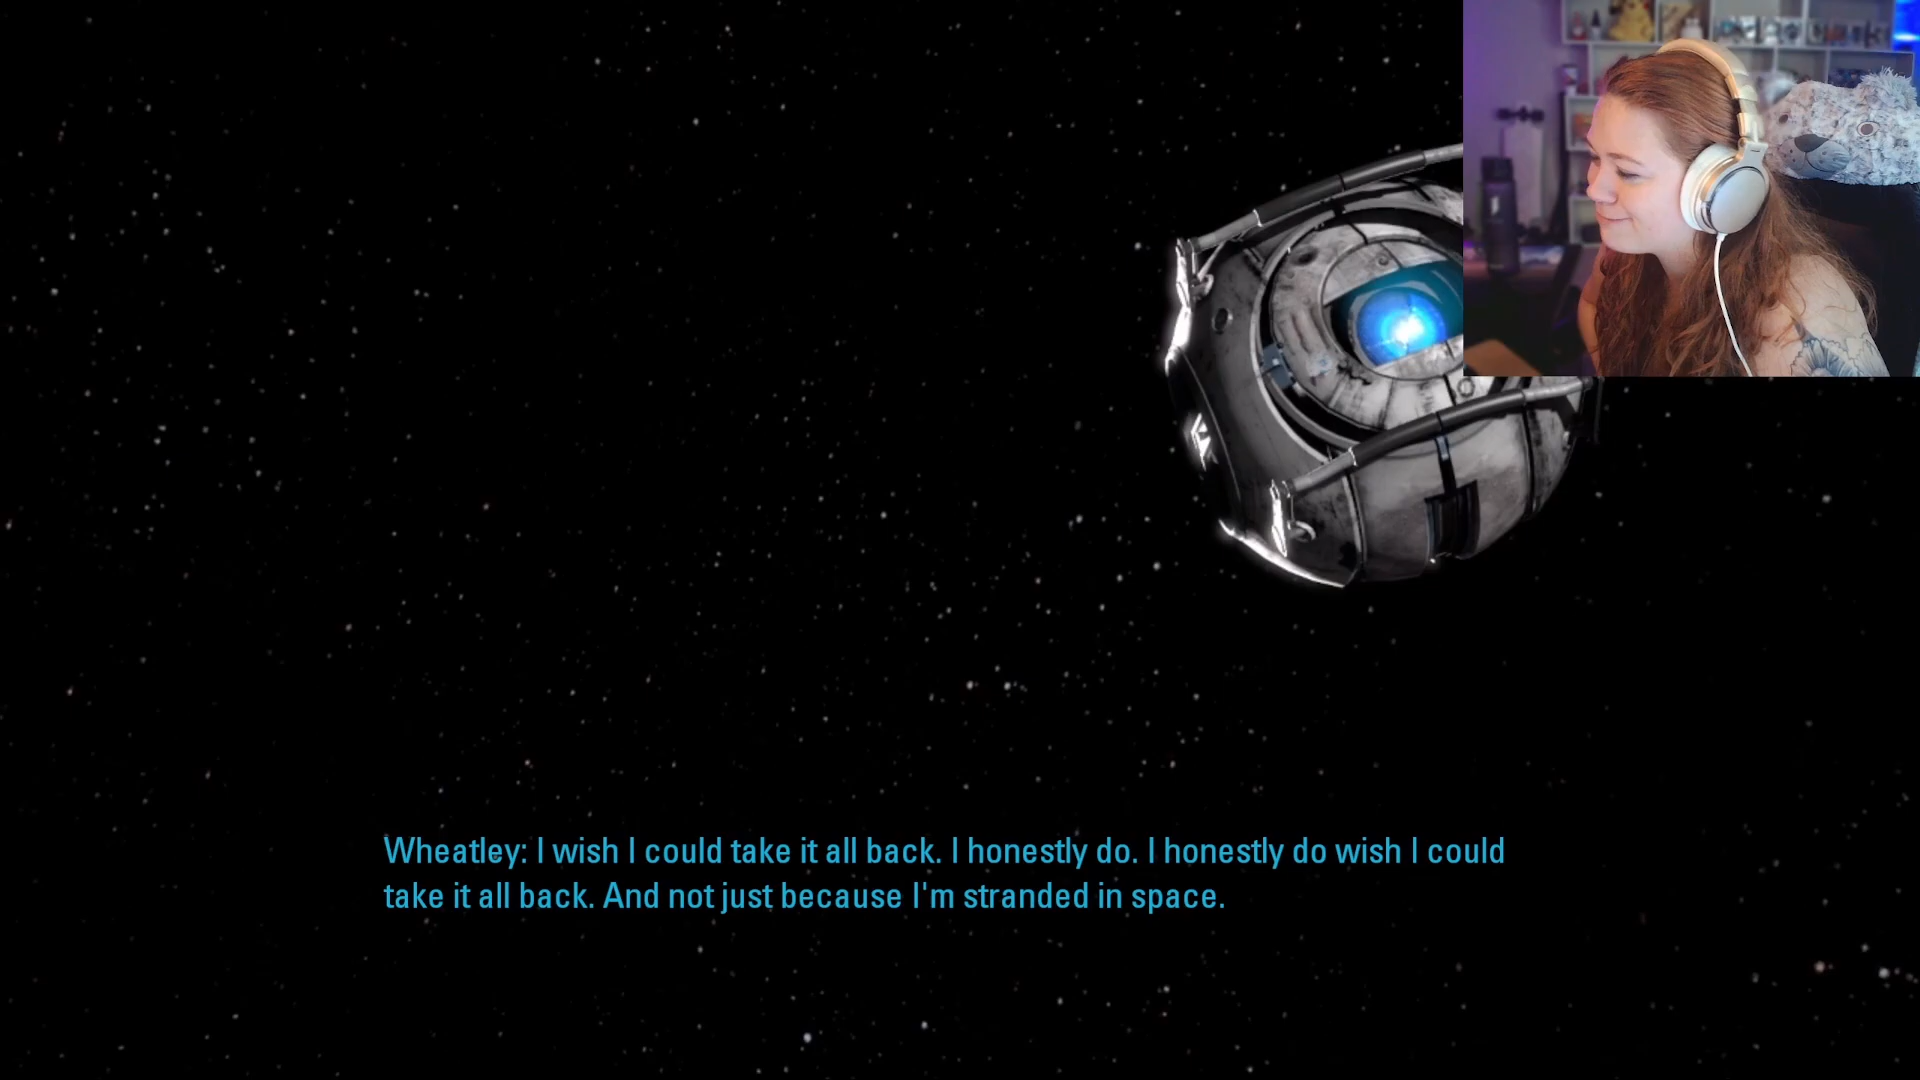 Wheatley: I wish I could take it all back. I honestly do. I honestly do wish I could
take it all back. And not just because I'm stranded in space.